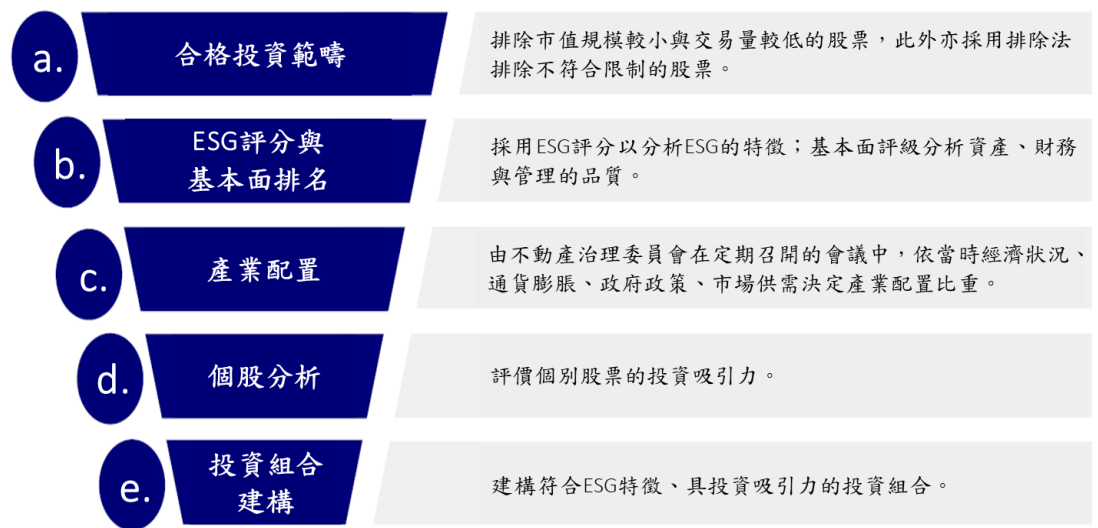 a.
合格投資範疇
排除市值規模較小與交易量較低的股票，此外亦採用排除法
排除不符合限制的股票。
b.
ESG評分與
基本面排名
採用ESG評分以分析ESG的特徵；基本面評級分析資產、財務
與管理的品質。
c.
產業配置
由不動產治理委員會在定期召開的會議中，依當時經濟狀況、
通貨膨脹、政府政策、市場供需決定產業配置比重。
d.
個股分析
評價個別股票的投資吸引力。
e.
投資組合
建構
建構符合ESG特徵、具投資吸引力的投資組合。